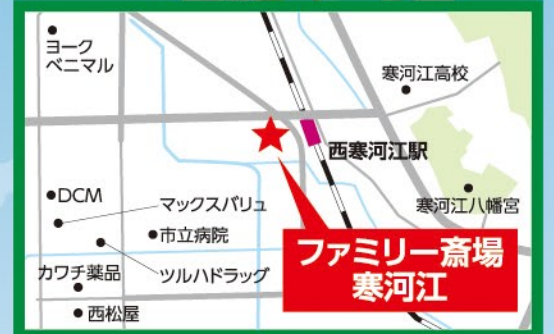 ヨーク
ベニマル
寒河江高校
西寒河江駅
DCM
マックスバリュ
寒河江八幡宮
市立病院
ファミリー斎場
寒河江
カワチ薬品
ツルハドラッグ
西松屋